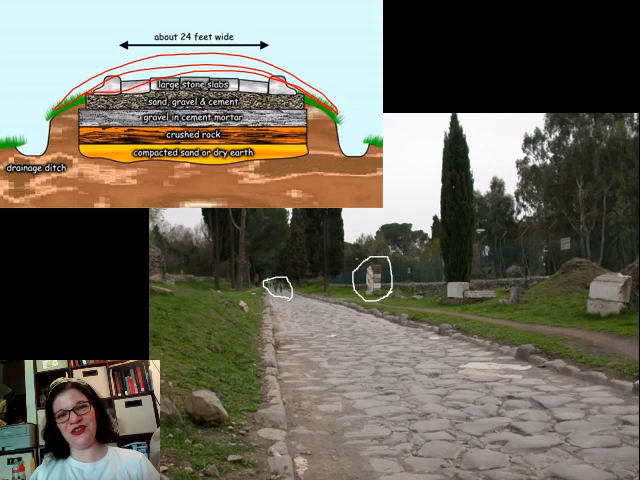 about 24 feet wide
large stone slabs
sand, gravel & cement
gravel in cement mortar
crushed rock
compacted sand or dry earth
drainage ditch